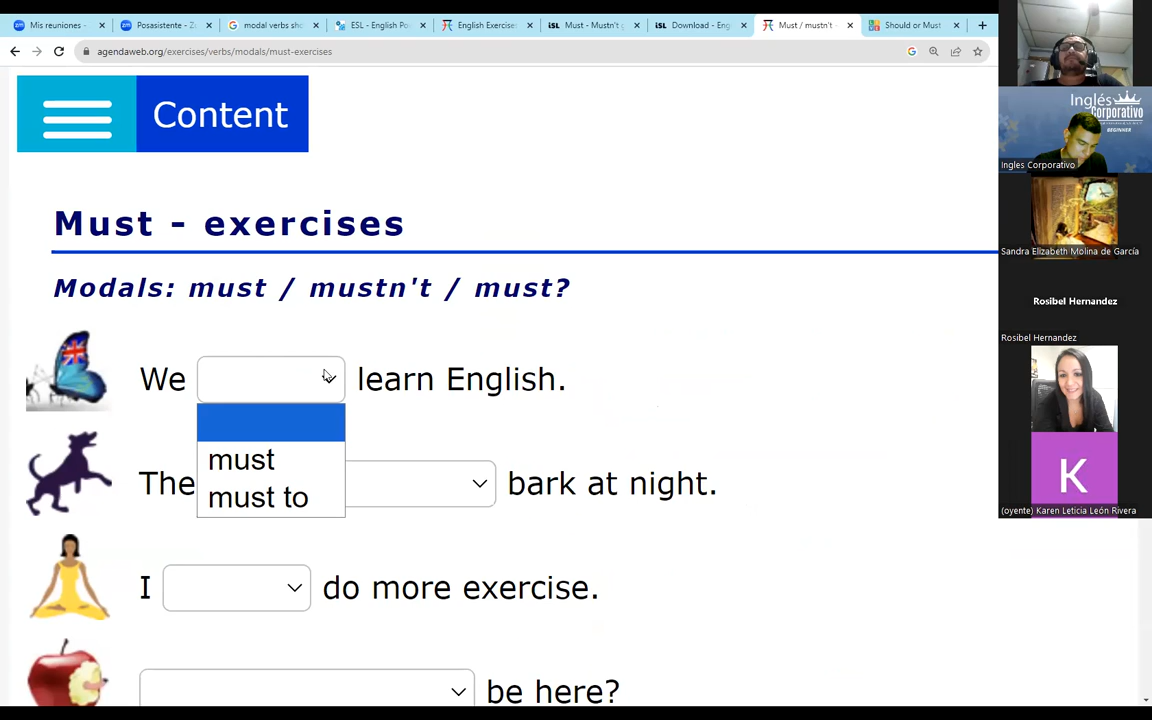 Mis reuniones -
Posasistente - Zo
modal verbs sho
ESL - English Po
English Exercise
Must - Mustn't g
Download - Eng
Must / mustn't -
Should or Must
agendaweb.org/exercises/verbs/modals/must-exercises
Content
Must - exercises
Modals: must / mustn't / must?
We learn English.
must
must to
The bark at night.
I do more exercise.
be here?
Inglés
Corporativo
BEGINNER
Ingles Corporativo
Sandra Elizabeth Molina de García
Rosibel Hernandez
Rosibel Hernandez
K
(oyente) Karen Leticia León Rivera